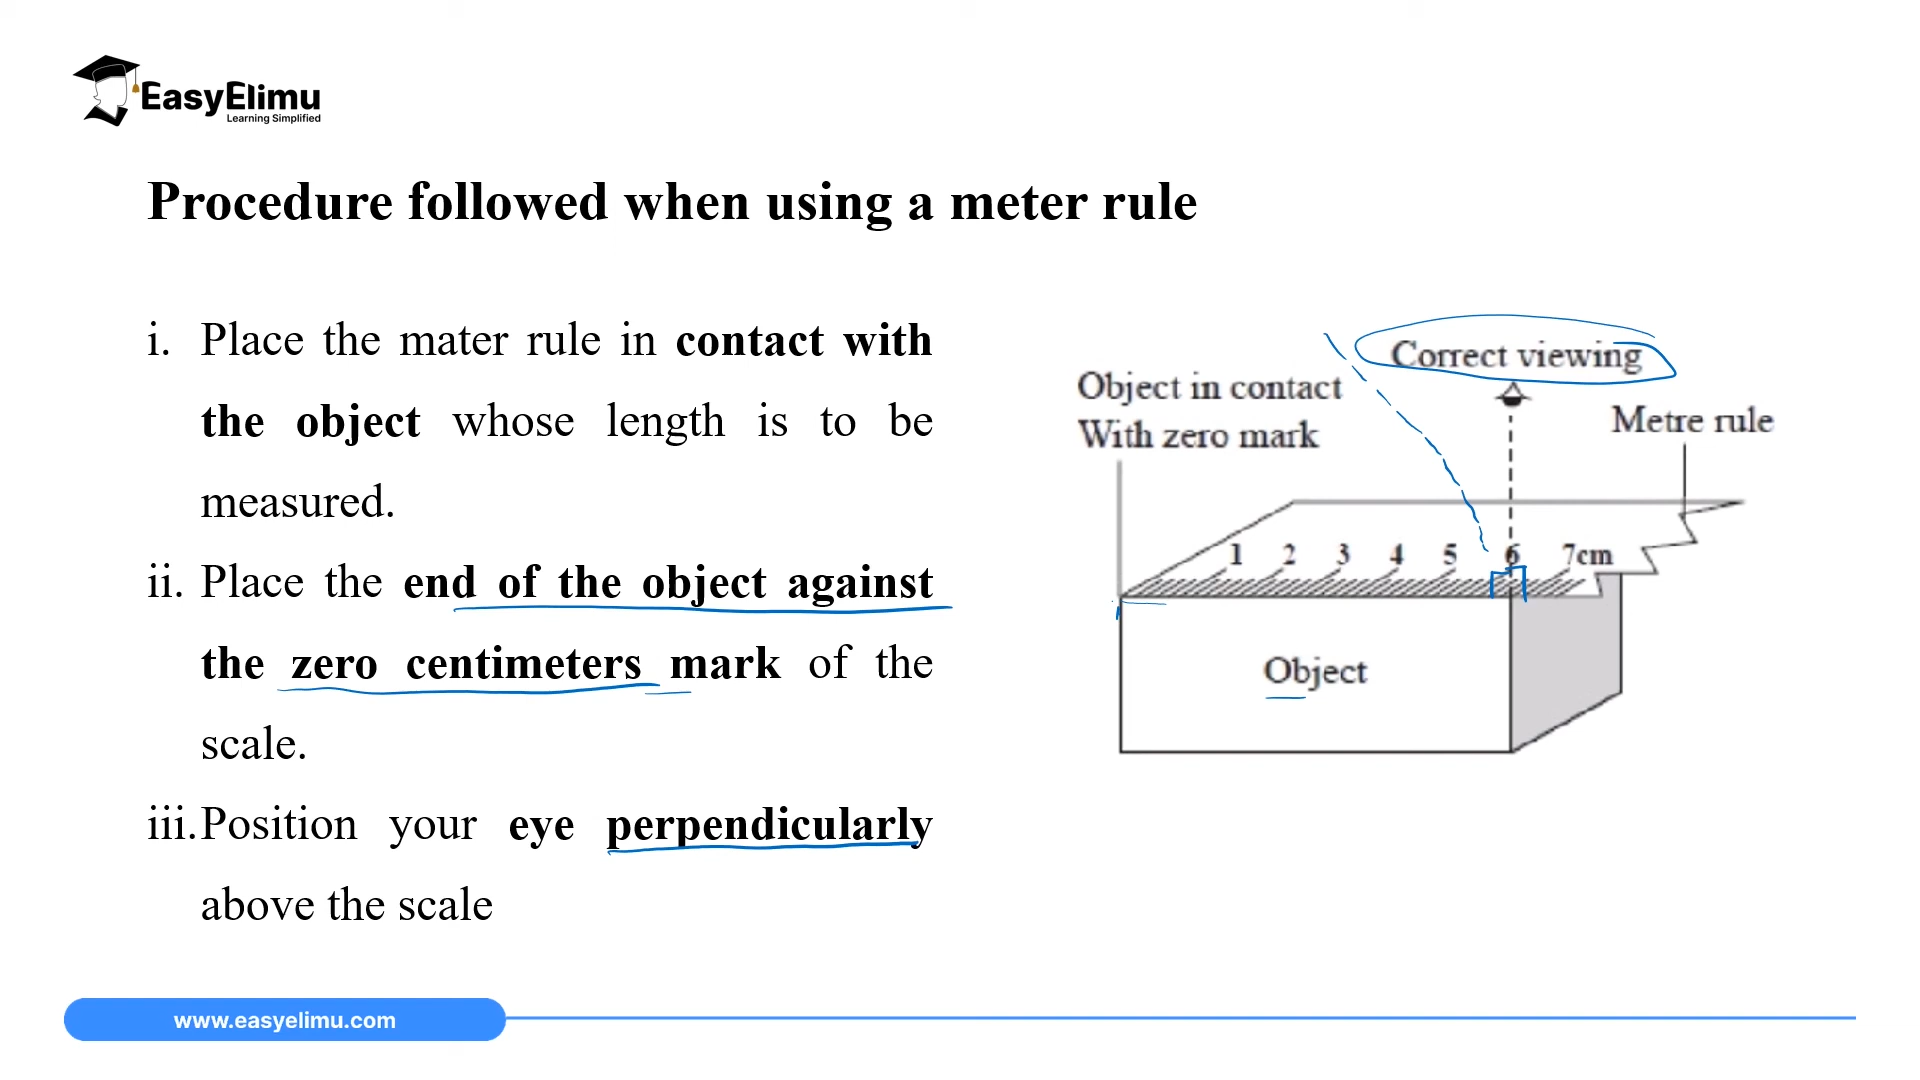 EasyElimu
Learning Simplified
Procedure followed when using a meter rule
i. Place the mater rule in contact with
the object whose length is to be
measured.
ii. Place the end of the object against
the zero centimeters mark of the
scale.
iii. Position your eye perpendicularly
above the scale
Correct viewing
Object in contact
With zero mark
Metre rule
1 2 3 4 5 6 7cm
Object
www.easyelimu.com